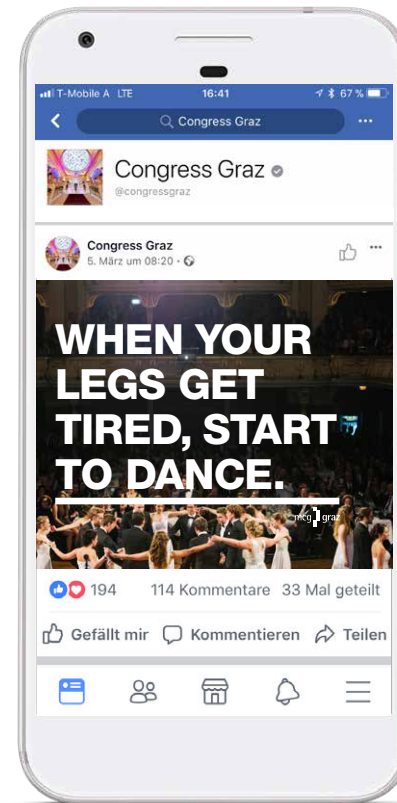 T-Mobile A LTE 16:41 67 %
Congress Graz
Congress Graz
@congressgraz
Congress Graz
5. März um 08:20 ·
WHEN YOUR
LEGS GET
TIRED, START
TO DANCE.
mcg graz
194 114 Kommentare 33 Mal geteilt
Gefällt mir Kommentieren Teilen